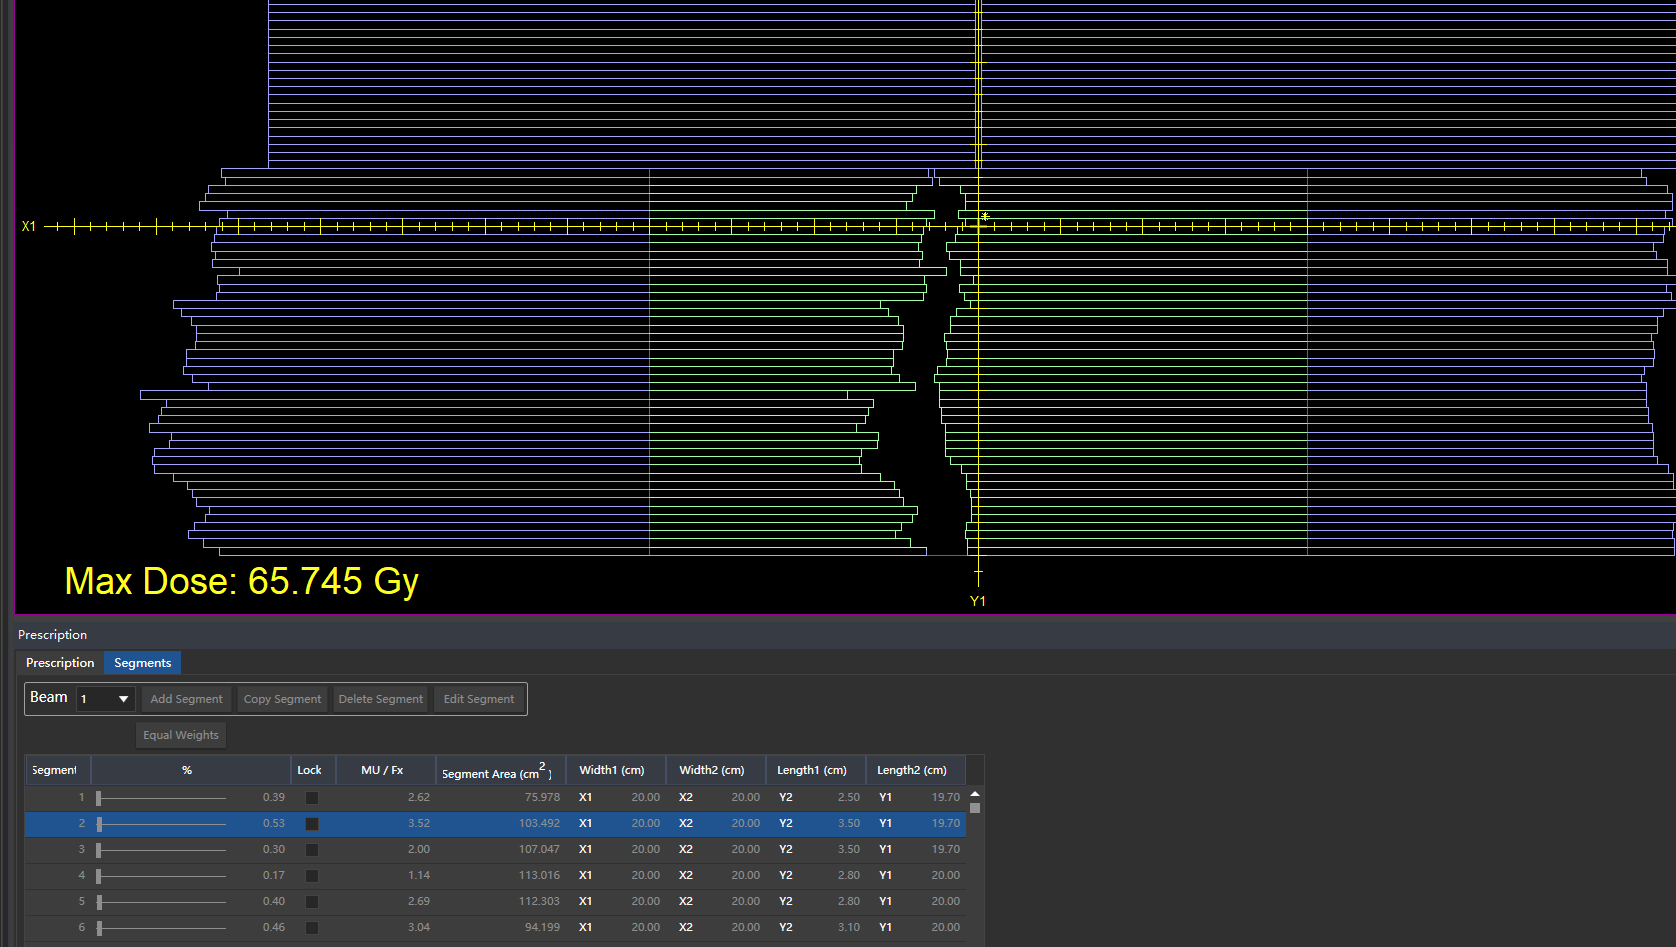 X1
Max Dose: 65.745 Gy
Y1
Prescription
Prescription Segments
Beam 1 Add Segment Copy Segment Delete Segment Edit Segment
Equal Weights
Segment % Lock MU / Fx Segment Area (cm2) Width1 (cm) Width2 (cm) Length1 (cm) Length2 (cm)
1 0.39 2.62 75.978 X1 20.00 X2 20.00 Y2 2.50 Y1 19.70
2 0.53 3.52 103.492 X1 20.00 X2 20.00 Y2 3.50 Y1 19.70
3 0.30 2.00 107.047 X1 20.00 X2 20.00 Y2 3.50 Y1 19.70
4 0.17 1.14 113.016 X1 20.00 X2 20.00 Y2 2.80 Y1 20.00
5 0.40 2.69 112.303 X1 20.00 X2 20.00 Y2 2.80 Y1 20.00
6 0.46 3.04 94.199 X1 20.00 X2 20.00 Y2 3.10 Y1 20.00